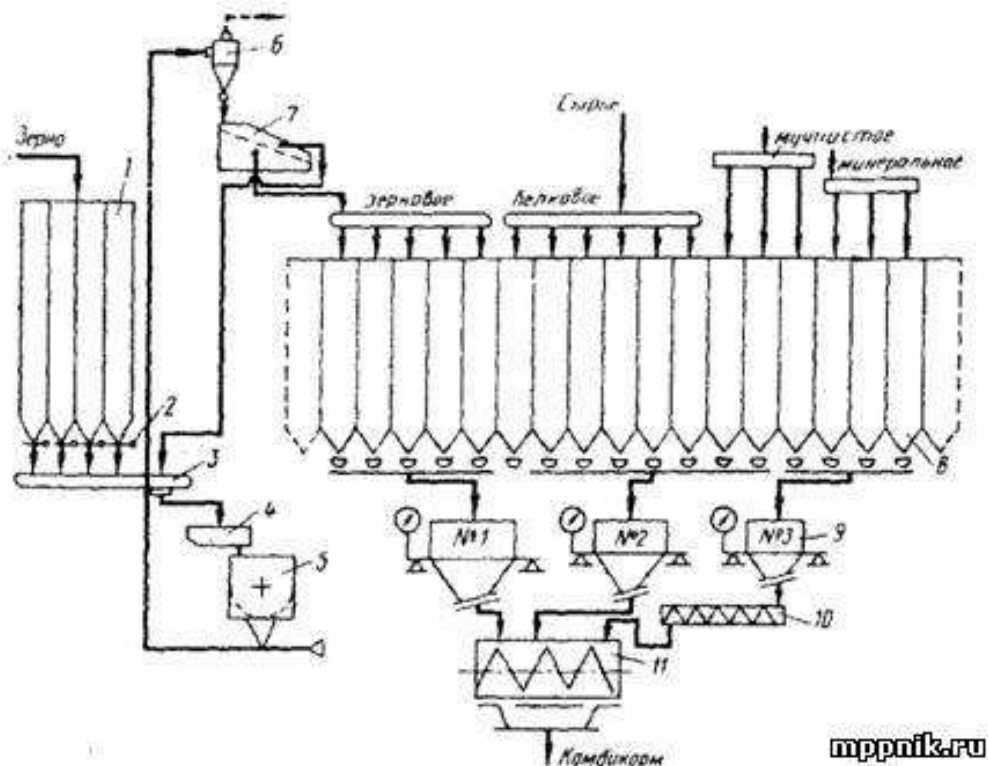 6
Зерно
1
7
Сырье
мучнистое
минеральное
зерновое
белковое
2
3
8
4
№1
№2
№3
9
5
10
11
Комбикорм
mppnik.ru